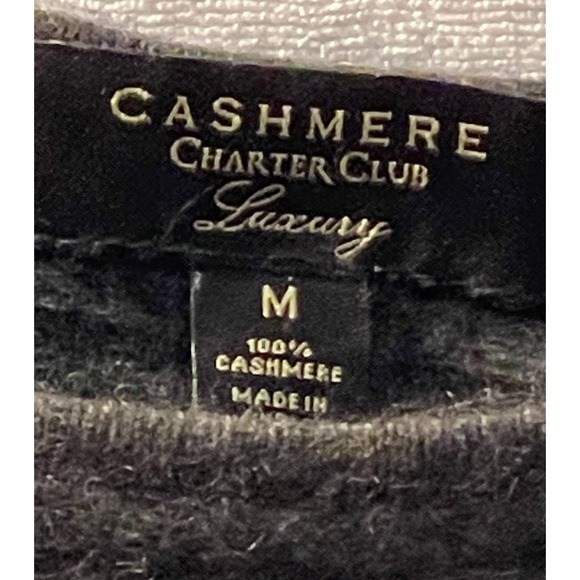 CASHMERE
CHARTER CLUB
Luxury
M
100%
CASHMERE
MADE IN